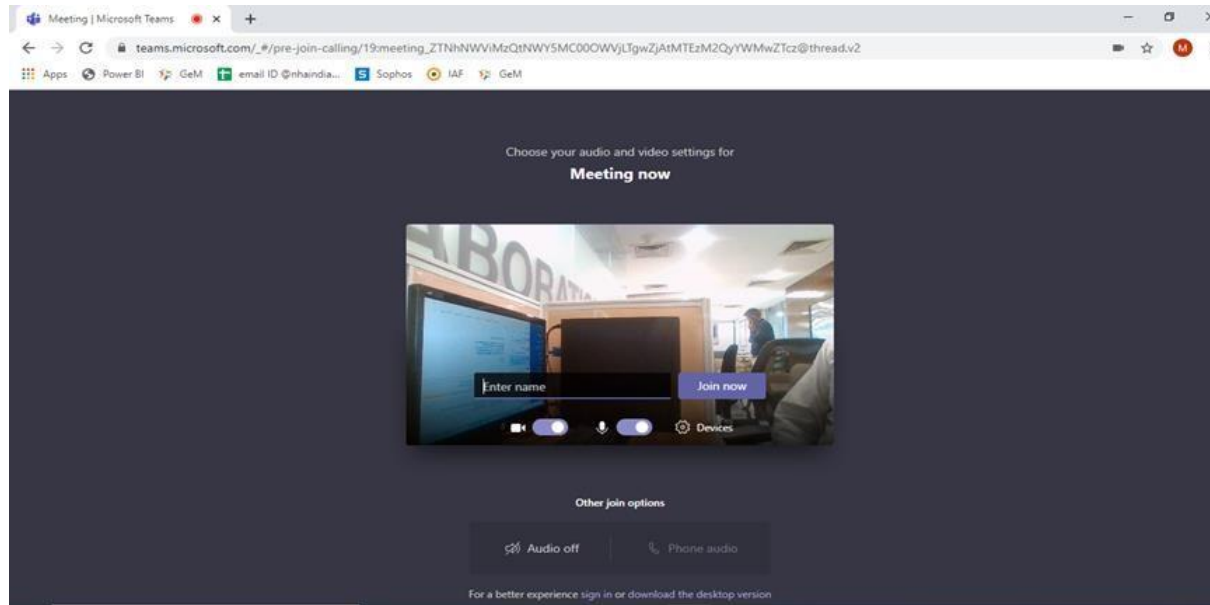 Meeting | Microsoft Teams
teams.microsoft.com/_#/pre-join-calling/19:meeting_ZTNhNWViMzQtNWY5MC00OWVjLTgwZjAtMTEzM2QyYWMwZTcz@thread.v2
M
Apps Power BI GeM email ID @nhaindia... S Sophos IAF GeM
Choose your audio and video settings for
Meeting now
ABORATI
Enter name Join now
Devices
Other join options
Audio off Phone audio
For a better experience sign in or download the desktop version